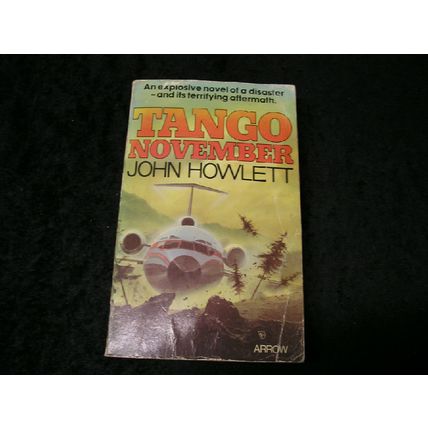 An explosive novel of a disaster
–and its terrifying aftermath.
TANGO
NOVEMBER
JOHN HOWLETT
ARROW